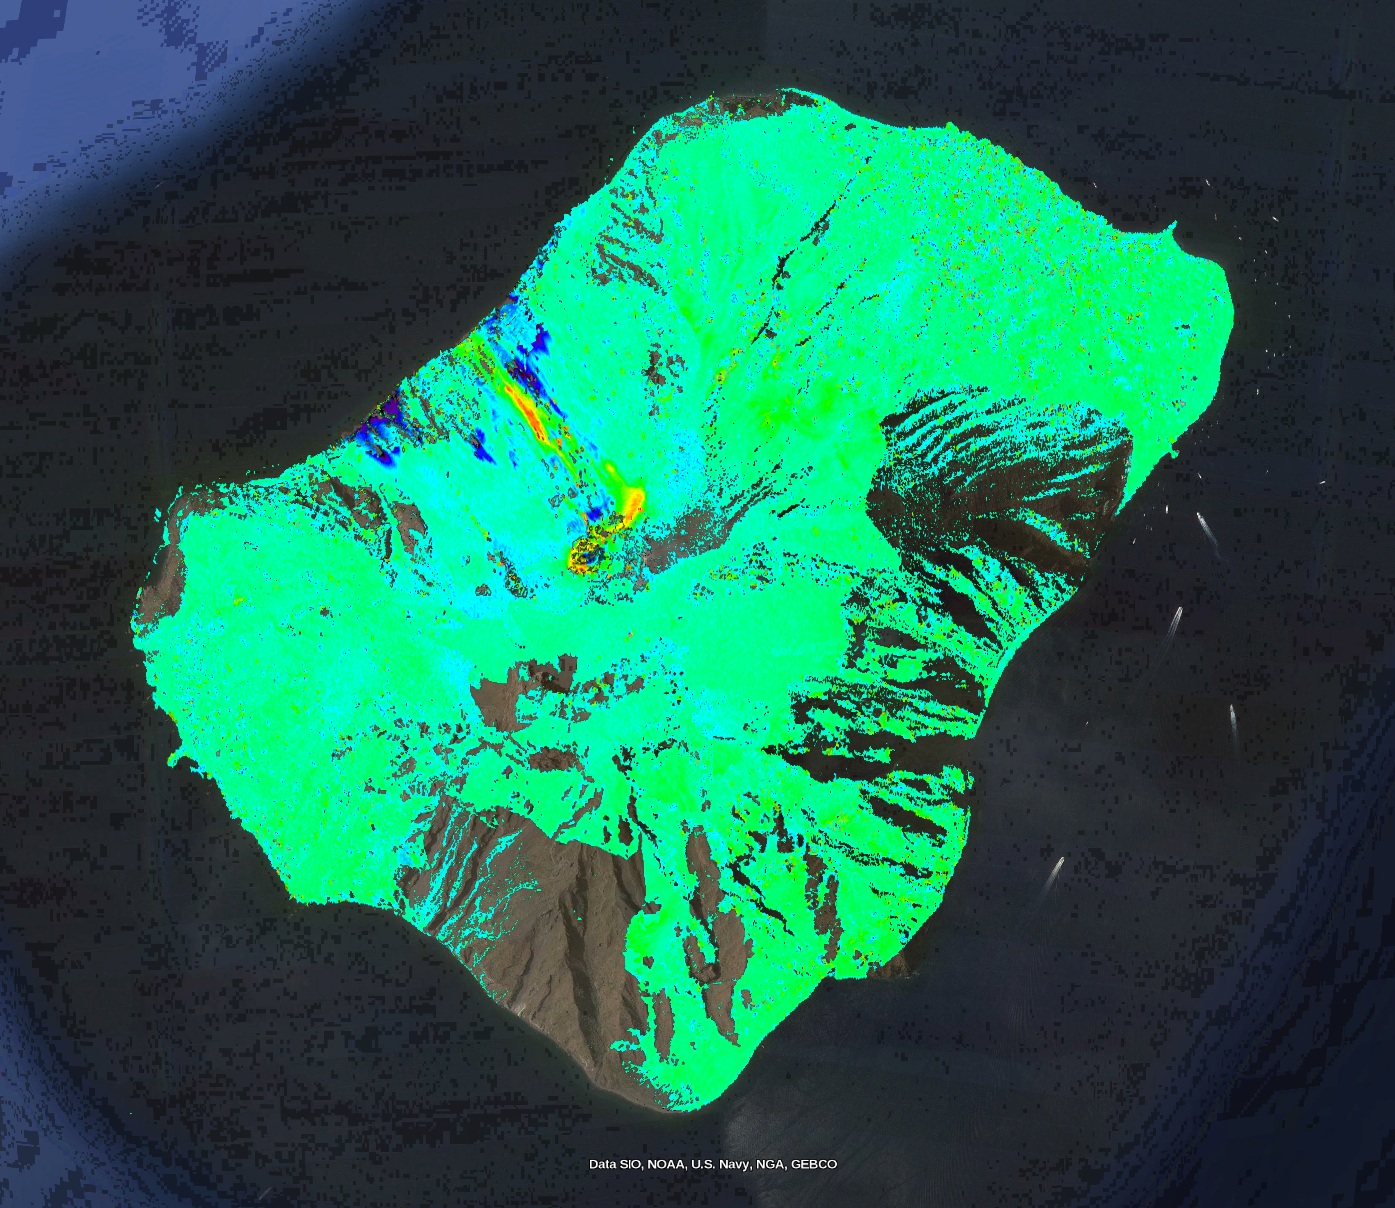 Data SIO, NOAA, U.S. Navy, NGA, GEBCO